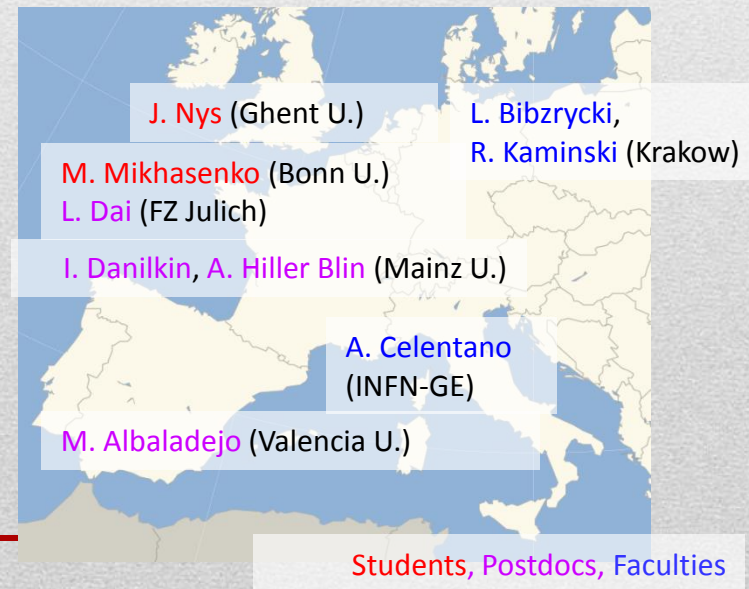 J. Nys (Ghent U.)
L. Bibzrycki,
R. Kaminski (Krakow)
M. Mikhasenko (Bonn U.)
L. Dai (FZ Julich)
I. Danilkin, A. Hiller Blin (Mainz U.)
A. Celentano
(INFN-GE)
M. Albaladejo (Valencia U.)
Students, Postdocs, Faculties